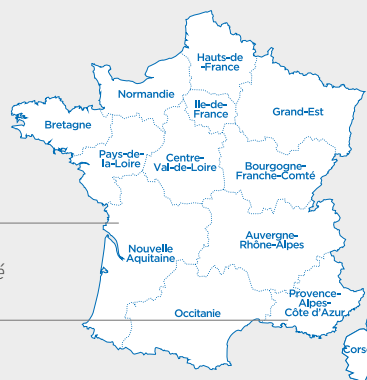 Hauts-de
-France
Normandie
Ile-de-
France
Grand-Est
Bretagne
Pays-de-
la-Loire
Centre-
Val-de-Loire
Bourgogne-
Franche-Comté
Nouvelle
Aquitaine
Auvergne-
Rhône-Alpes
é
Provence-
Alpes-
Côte d'Azur
Occitanie
Corse